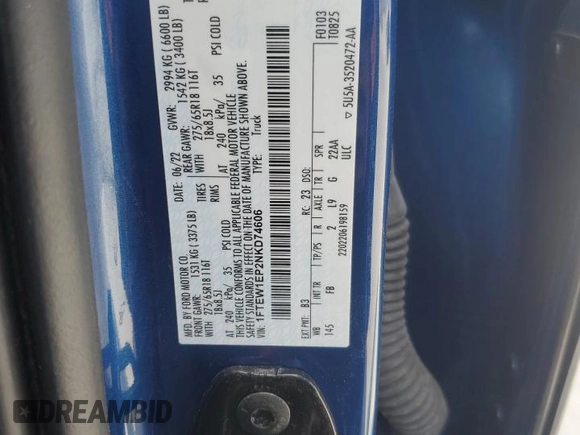 MFD. BY FORD MOTOR CO.
DATE: 06/22 GVWR: 2994 KG ( 6600 LB)
FRONT GAWR: 1531 KG ( 3375 LB) REAR GAWR: 1542 KG ( 3400 LB)
WITH 275/65R18 116T TIRES WITH 275/65R18 116T
18x8.5J RIMS 18x8.5J
AT 240 kPa/ 35 PSI COLD AT 240 kPa/ 35 PSI COLD
THIS VEHICLE CONFORMS TO ALL APPLICABLE FEDERAL MOTOR VEHICLE
SAFETY STANDARDS IN EFFECT ON THE DATE OF MANUFACTURE SHOWN ABOVE.
VIN: 1FTEW1EP2NKD74606 TYPE: Truck
F0103
T0825
EXT PNT: B3 RC: 23 DSO:
WB INT TR TP/PS R AXLE TR SPR
145 FB 2 L9 G 22AA
ULC
2202206198159
▽ 5U5A-3520472-AA
DREAMBID